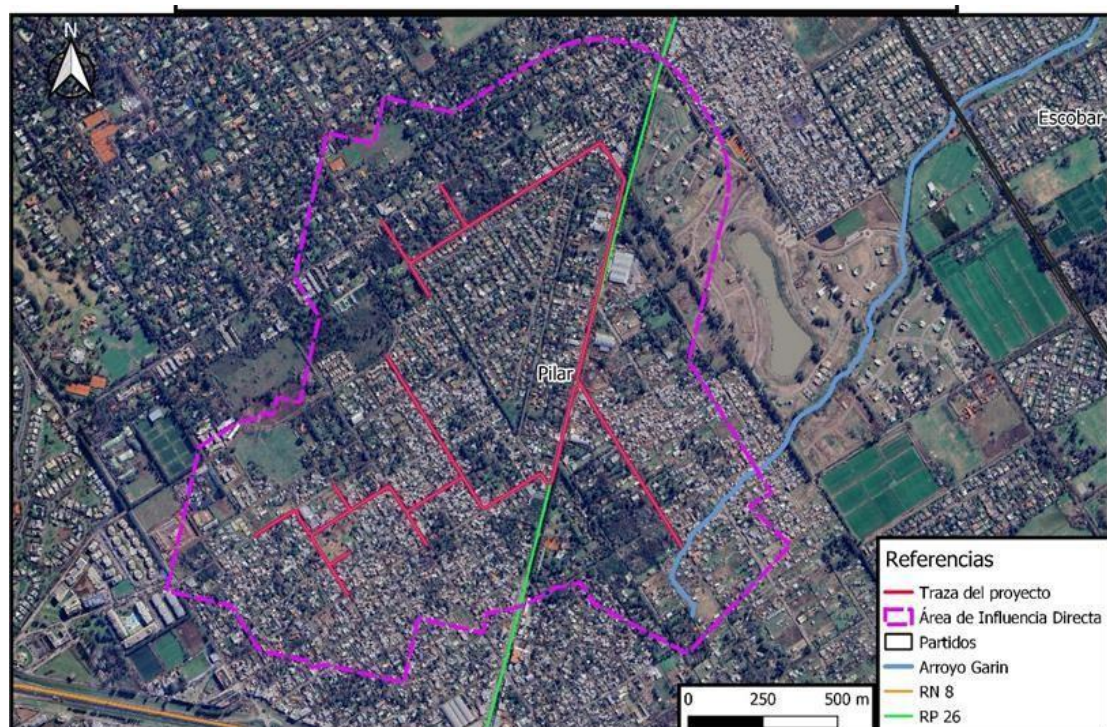 N
Escobar
Pilar
Referencias
Traza del proyecto
Área de Influencia Directa
Partidos
Arroyo Garin
RN 8
RP 26
0 250 500 m